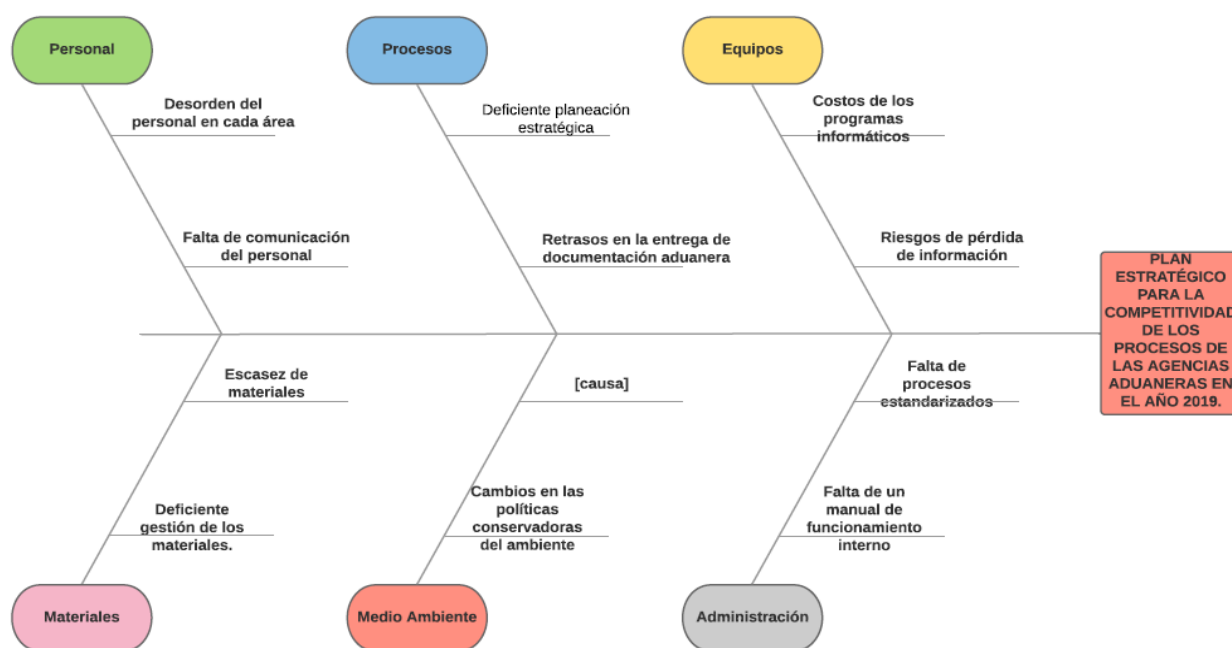 Personal
Procesos
Equipos
Desorden del
personal en cada área
Deficiente planeación
estratégica
Costos de los
programas
informáticos
Falta de comunicación
del personal
Retrasos en la entrega de
documentación aduanera
Riesgos de pérdida
de información
PLAN
ESTRATÉGICO
PARA LA
COMPETITIVIDAD
DE LOS
PROCESOS DE
LAS AGENCIAS
ADUANERAS EN
EL AÑO 2019.
Escasez de
materiales
[causa]
Falta de
procesos
estandarizados
Deficiente
gestión de los
materiales.
Cambios en las
políticas
conservadoras
del ambiente
Falta de un
manual de
funcionamiento
interno
Materiales
Medio Ambiente
Administración